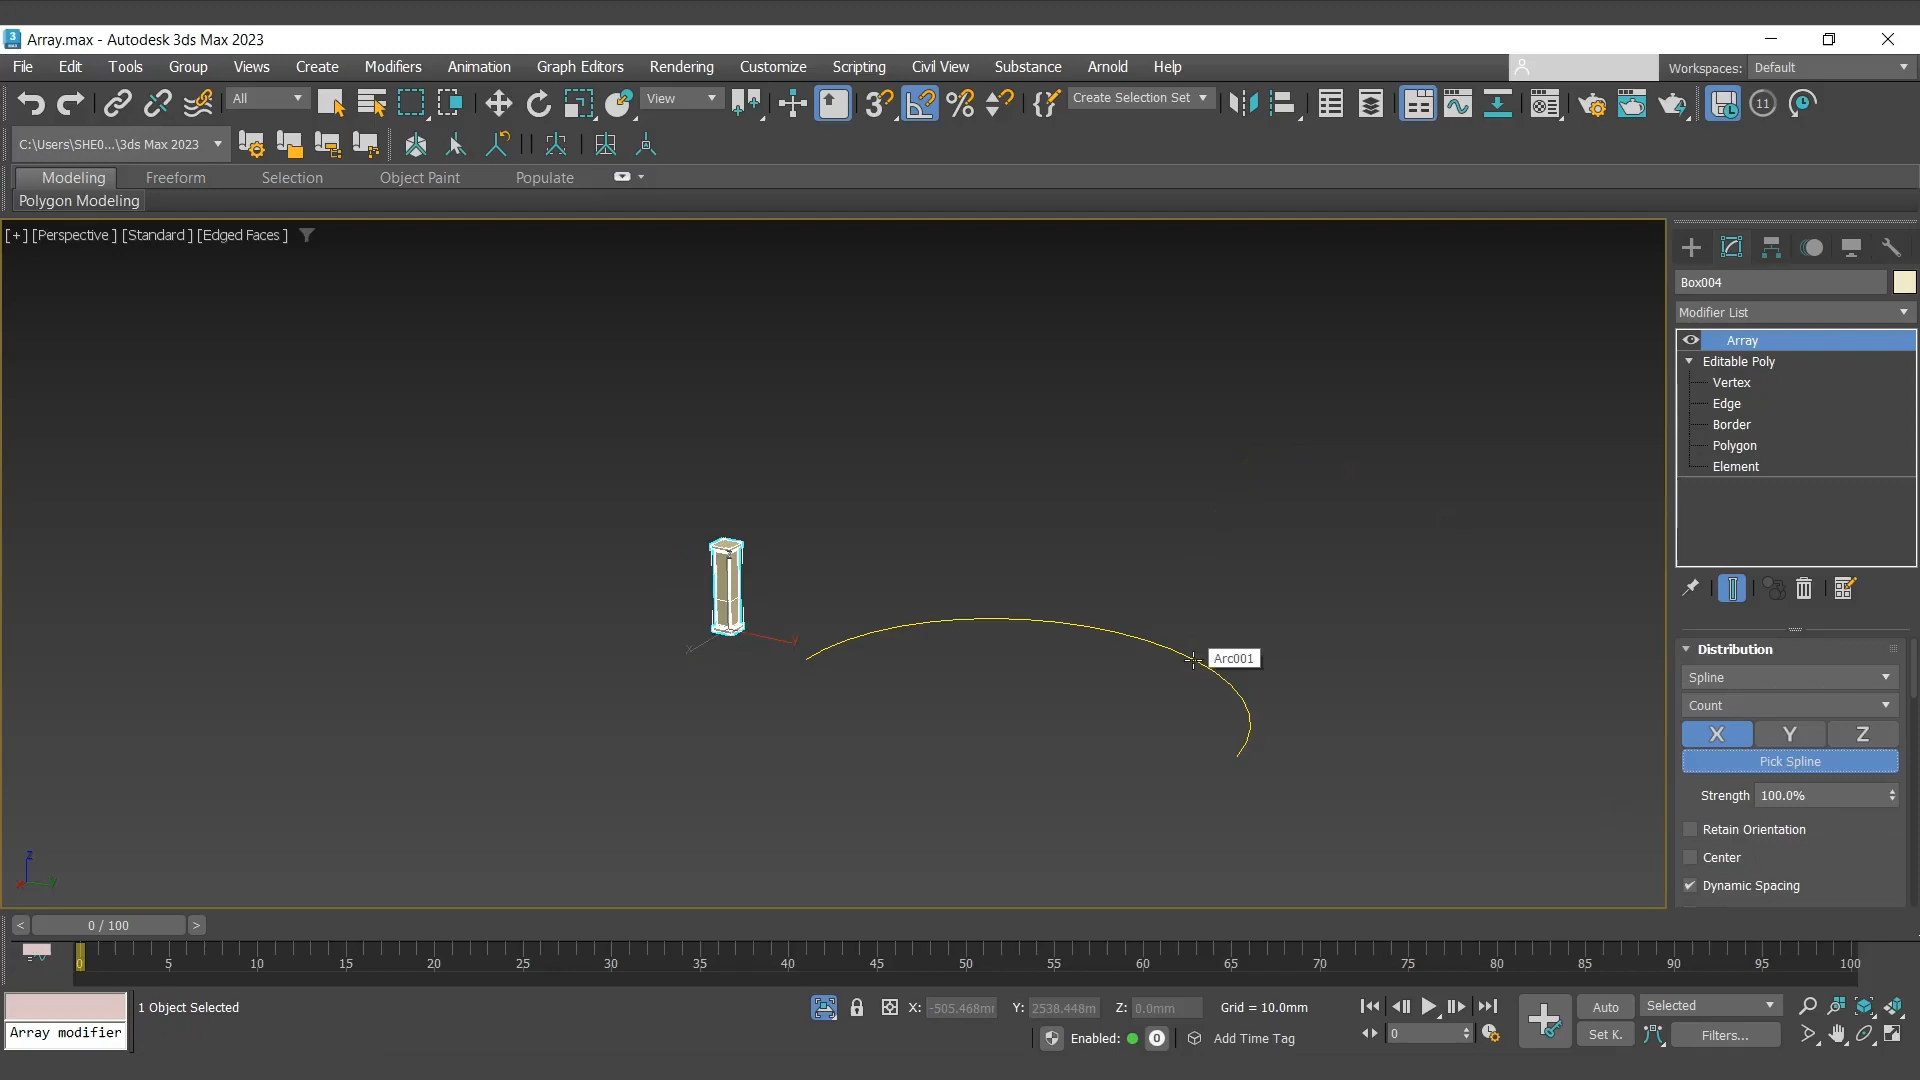 Array.max - Autodesk 3ds Max 2023
File Edit Tools Group Views Create Modifiers Animation Graph Editors Rendering Customize Scripting Civil View Substance Arnold Help
Workspaces: Default
All View Create Selection Set 11
C:\Users\SHE0...\3ds Max 2023
Modeling Freeform Selection Object Paint Populate
Polygon Modeling
[+] [Perspective ] [Standard ] [Edged Faces ]
Box004
Modifier List
Array
Editable Poly
Vertex
Edge
Border
Polygon
Element
Arc001
Distribution
Spline
Count
X Y Z
Pick Spline
Strength 100.0%
Retain Orientation
Center
Dynamic Spacing
0 / 100
0 5 10 15 20 25 30 35 40 45 50 55 60 65 70 75 80 85 90 95 100
1 Object Selected
X: -505.468mm Y: 2538.448m Z: 0.0mm Grid = 10.0mm
Auto Selected
Array modifier
Enabled: 0 Add Time Tag
0
Set K. Filters...